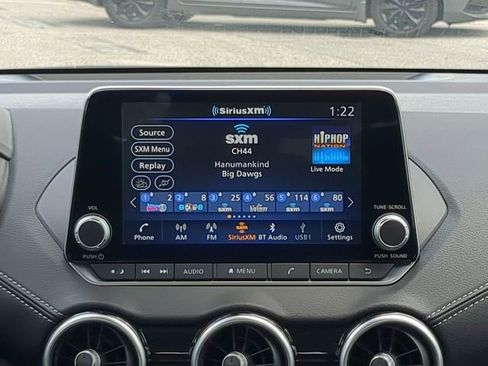 SiriusXM
1:22
Source
SXM Menu
Replay
sxm
CH44
Hanumankind
Big Dawgs
HIPHOP
NATION
Live Mode
1 2
2 8
3 25
4 56
5 114
6 80
VOL
TUNE·SCROLL
PUSH
PUSH SOUND
Phone AM FM SiriusXM BT Audio USB1 Settings
AUDIO MENU CAMERA